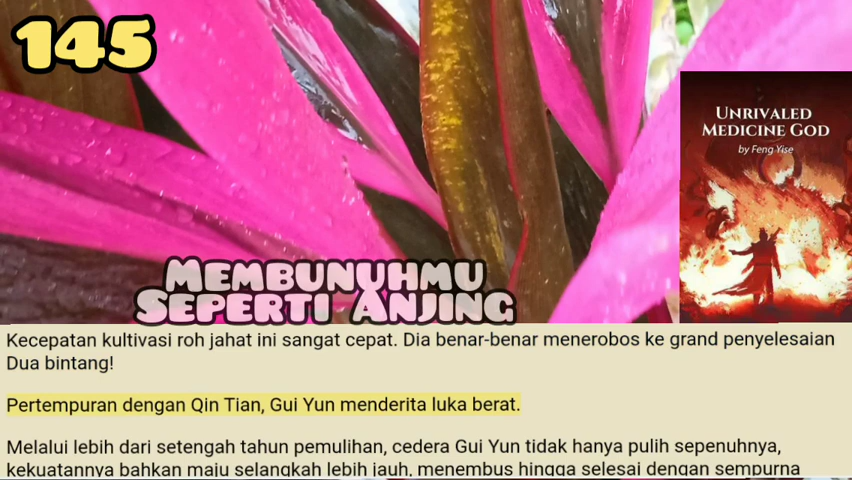 145
UNRIVALED
MEDICINE GOD
by Feng Yise
MEMBUNUHMU
SEPERTI ANJING
Kecepatan kultivasi roh jahat ini sangat cepat. Dia benar-benar menerobos ke grand penyelesaian
Dua bintang!
Pertempuran dengan Qin Tian, Gui Yun menderita luka berat.
Melalui lebih dari setengah tahun pemulihan, cedera Gui Yun tidak hanya pulih sepenuhnya,
kekuatannya bahkan maju selangkah lebih jauh, menembus hingga selesai dengan sempurna